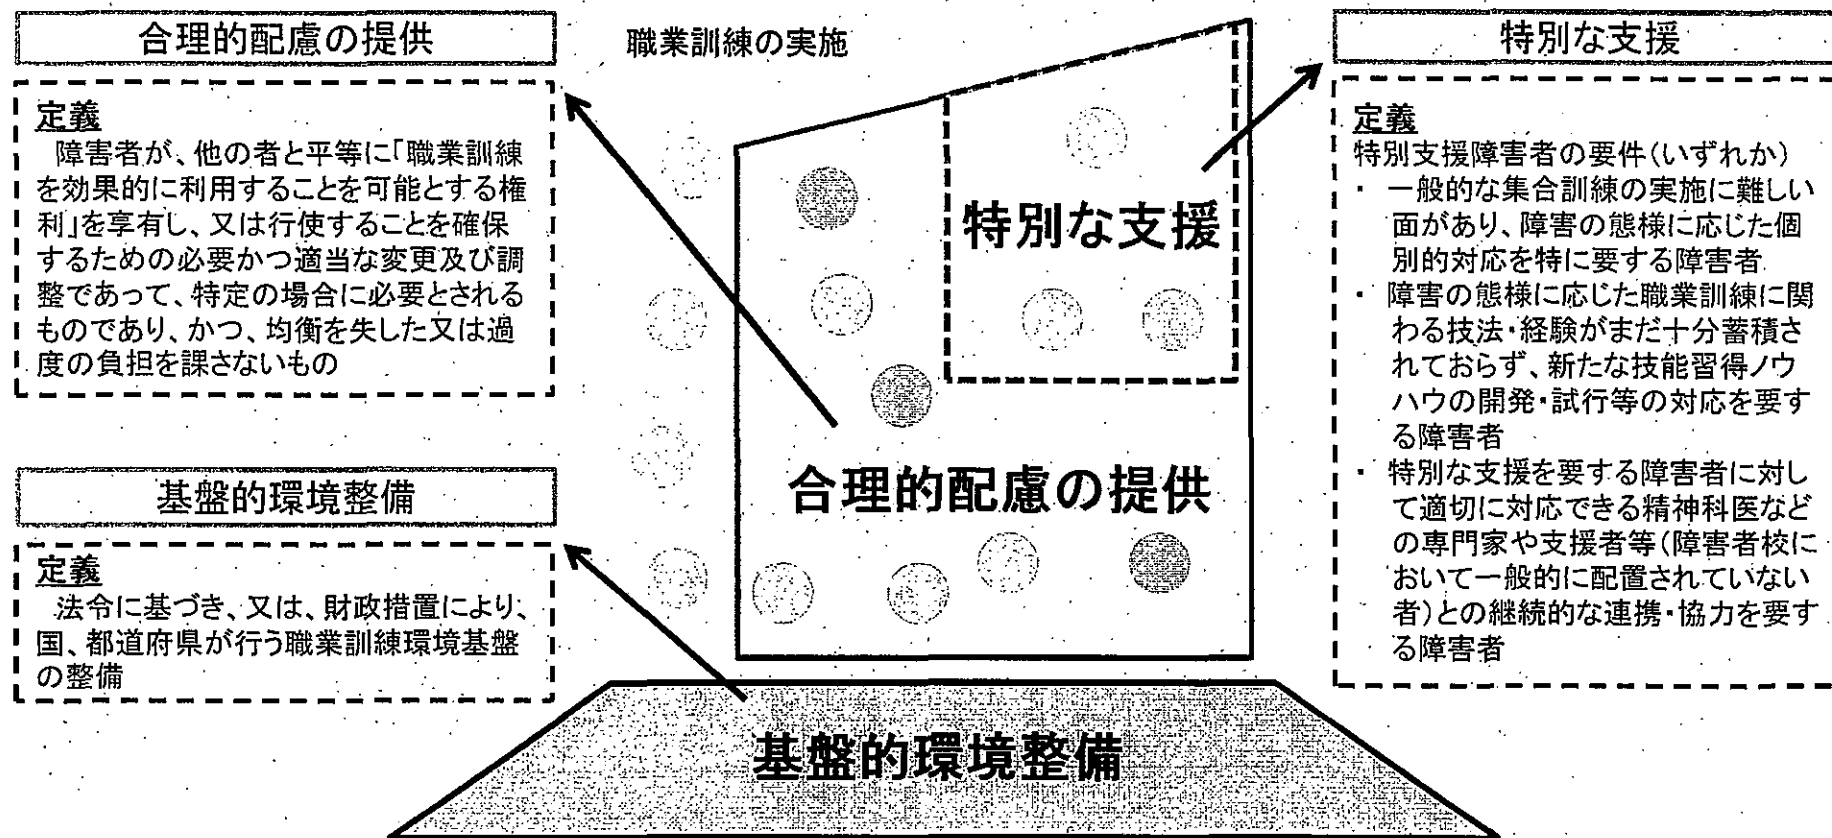 合理的配慮の提供
定義
障害者が、他の者と平等に「職業訓練
を効果的に利用することを可能とする権
利」を享有し、又は行使することを確保
するための必要かつ適当な変更及び調
整であって、特定の場合に必要とされる
ものであり、かつ、均衡を失した又は過
度の負担を課さないもの
基盤的環境整備
定義
法令に基づき、又は、財政措置により、
国、都道府県が行う職業訓練環境基盤
の整備
職業訓練の実施
特別な支援
合理的配慮の提供
基盤的環境整備
特別な支援
定義
特別支援障害者の要件(いずれか)
・ 一般的な集合訓練の実施に難しい
面があり、障害の態様に応じた個
別的対応を特に要する障害者
・ 障害の態様に応じた職業訓練に関
わる技法・経験がまだ十分蓄積さ
れておらず、新たな技能習得ノウ
ハウの開発・試行等の対応を要す
る障害者
・ 特別な支援を要する障害者に対し
て適切に対応できる精神科医など
の専門家や支援者等(障害者校に
おいて一般的に配置されていない
者)との継続的な連携・協力を要す
る障害者